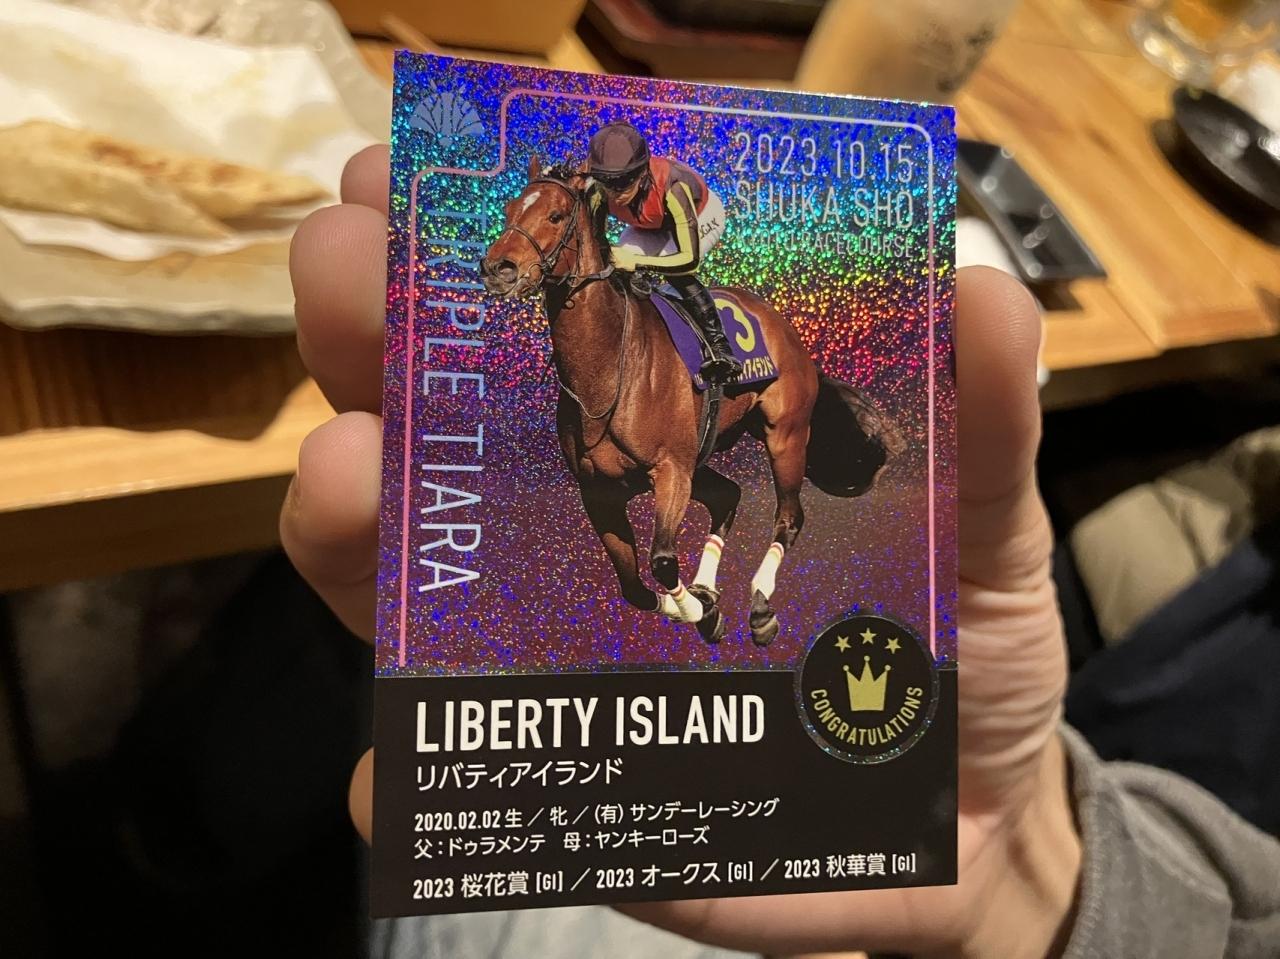 2023.10.15
SHUKA SHO
RACECOURSE
TRIPLE TIARA
3
CONGRATULATIONS
LIBERTY ISLAND
リバティアイランド
2020.02.02 生 / 牝 / (有) サンデーレーシング
父:ドゥラメンテ 母:ヤンキーローズ
2023 桜花賞 [GI] / 2023 オークス [GI] / 2023 秋華賞 [GI]